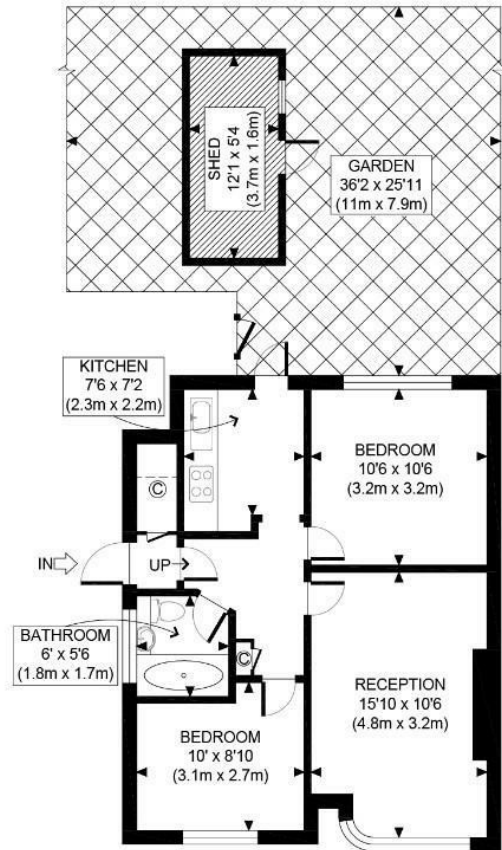 SHED
12'1 x 5'4
(3.7m x 1.6m)
GARDEN
36'2 x 25'11
(11m x 7.9m)
KITCHEN
7'6 x 7'2
(2.3m x 2.2m)
BEDROOM
10'6 x 10'6
(3.2m x 3.2m)
C
IN
UP
BATHROOM
6' x 5'6
(1.8m x 1.7m)
C
RECEPTION
15'10 x 10'6
(4.8m x 3.2m)
BEDROOM
10' x 8'10
(3.1m x 2.7m)